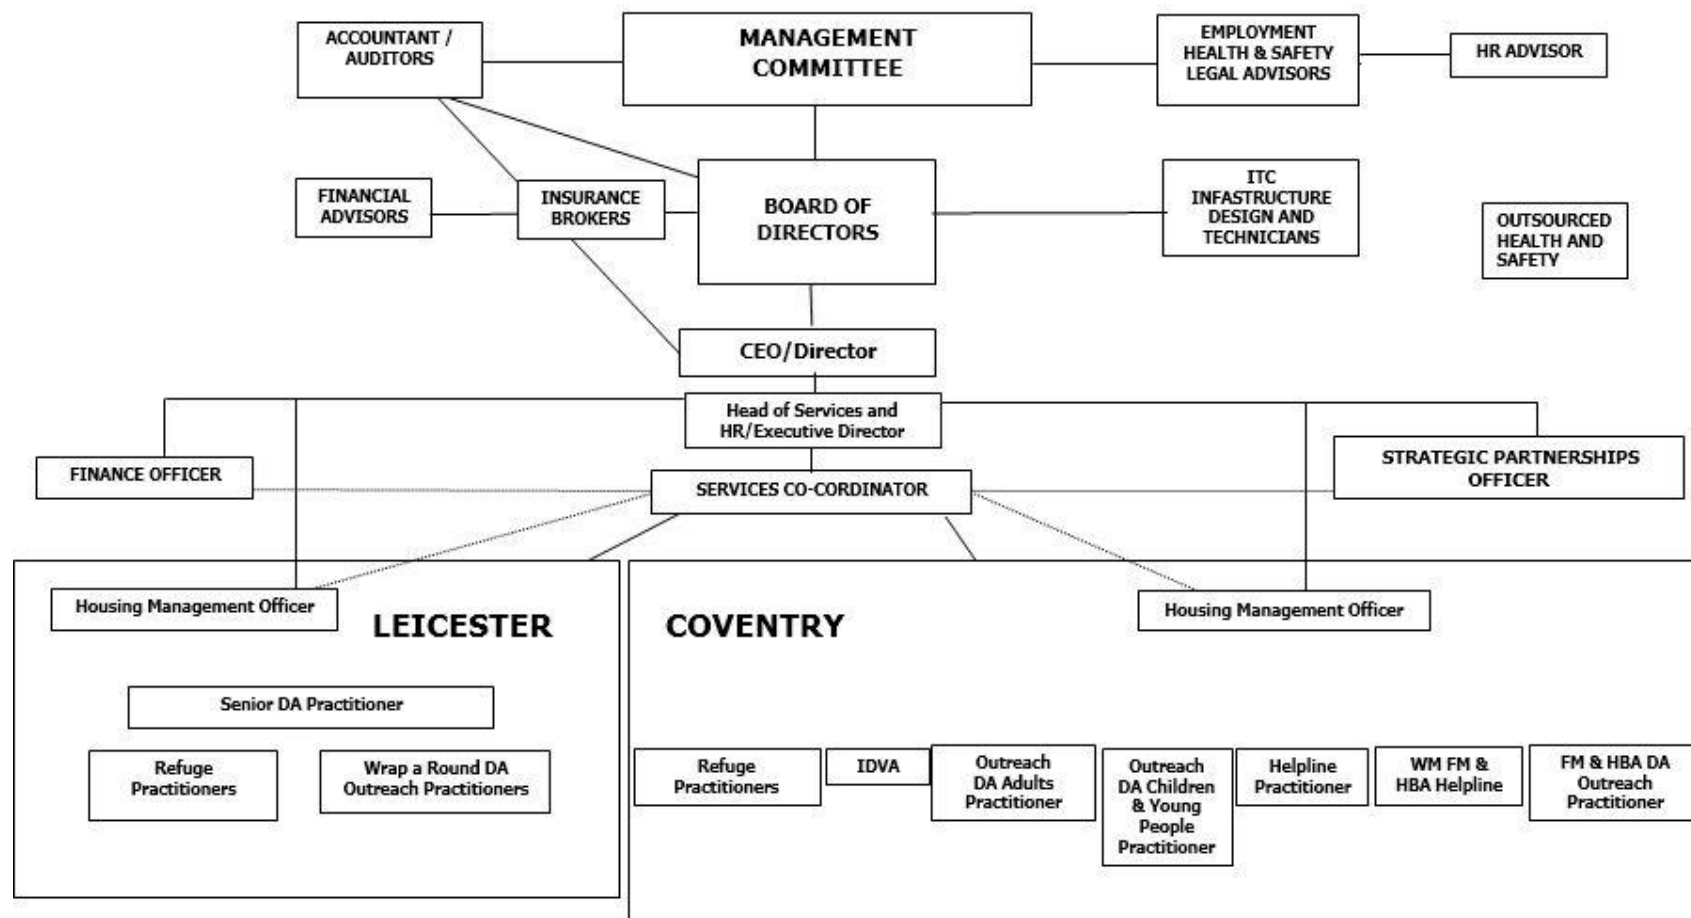 ACCOUNTANT /
AUDITORS
MANAGEMENT
COMMITTEE
EMPLOYMENT
HEALTH & SAFETY
LEGAL ADVISORS
HR ADVISOR
FINANCIAL
ADVISORS
INSURANCE
BROKERS
BOARD OF
DIRECTORS
ITC
INFASTRUCTURE
DESIGN AND
TECHNICIANS
OUTSOURCED
HEALTH AND
SAFETY
CEO/Director
Head of Services and
HR/Executive Director
FINANCE OFFICER
SERVICES CO-CORDINATOR
STRATEGIC PARTNERSHIPS
OFFICER
Housing Management Officer
LEICESTER
Senior DA Practitioner
Refuge
Practitioners
Wrap a Round DA
Outreach Practitioners
COVENTRY
Housing Management Officer
Refuge
Practitioners
IDVA
Outreach
DA Adults
Practitioner
Outreach
DA Children
& Young
People
Practitioner
Helpline
Practitioner
WM FM &
HBA Helpline
FM & HBA DA
Outreach
Practitioner